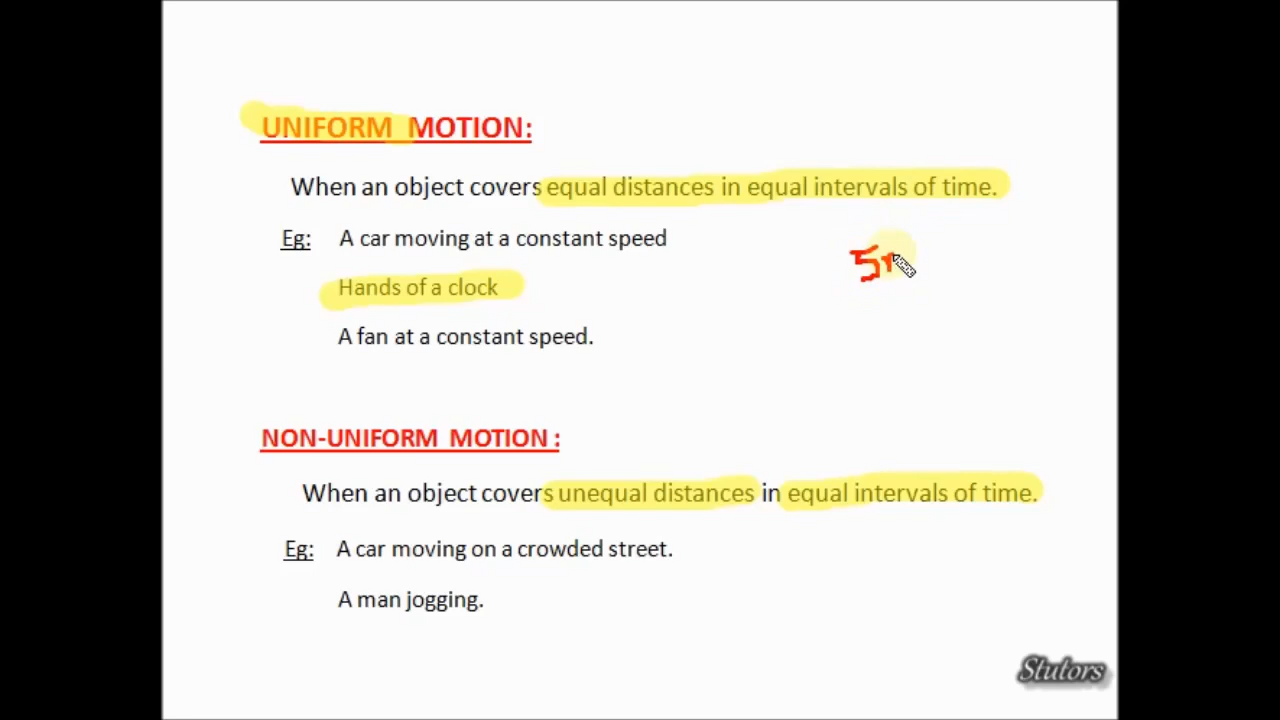 UNIFORM MOTION:
When an object covers equal distances in equal intervals of time.
Eg: A car moving at a constant speed
5
Hands of a clock
A fan at a constant speed.
NON-UNIFORM MOTION :
When an object covers unequal distances in equal intervals of time.
Eg: A car moving on a crowded street.
A man jogging.
Stutors